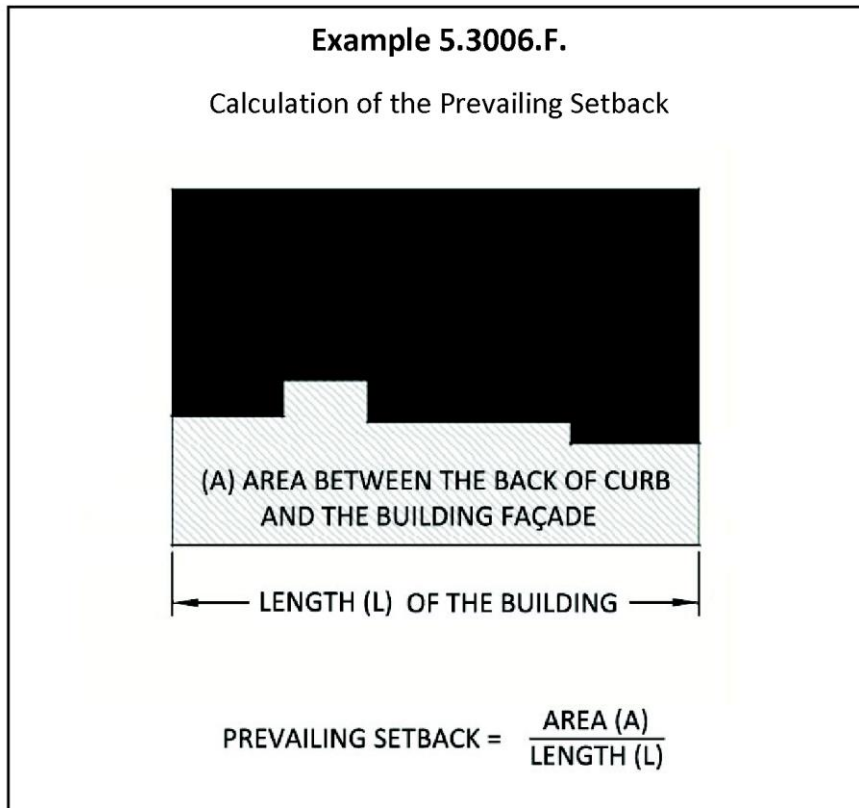 Example 5.3006.F.
Calculation of the Prevailing Setback
(A) AREA BETWEEN THE BACK OF CURB
AND THE BUILDING FAÇADE
LENGTH (L) OF THE BUILDING
PREVAILING SETBACK = AREA (A)
LENGTH (L)